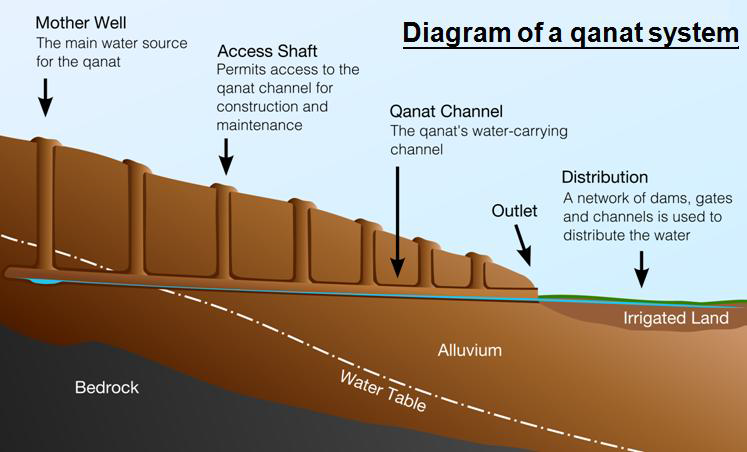 Diagram of a qanat system
Mother Well
The main water source
for the qanat
Access Shaft
Permits access to the
qanat channel for
construction and
maintenance
Qanat Channel
The qanat's water-carrying
channel
Outlet
Distribution
A network of dams, gates
and channels is used to
distribute the water
Irrigated Land
Alluvium
Water Table
Bedrock